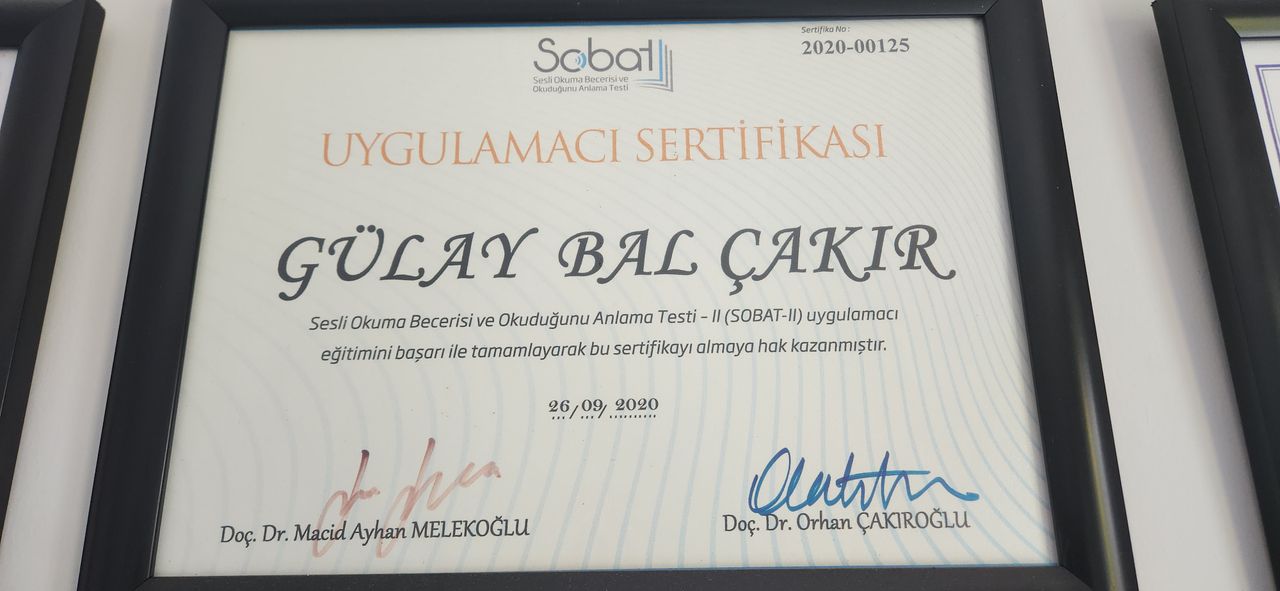 Sobat
Sesli Okuma Becerisi ve
Okuduğunu Anlama Testi
Sertifika No :
2020-00125
UYGULAMACI SERTİFİKASI
GÜLAY BAL ÇAKIR
Sesli Okuma Becerisi ve Okuduğunu Anlama Testi - II (SOBAT-II) uygulamacı
eğitimini başarı ile tamamlayarak bu sertifikayı almaya hak kazanmıştır.
26/09/2020
Doç. Dr. Macid Ayhan MELEKOĞLU
Doç. Dr. Orhan ÇAKIROĞLU